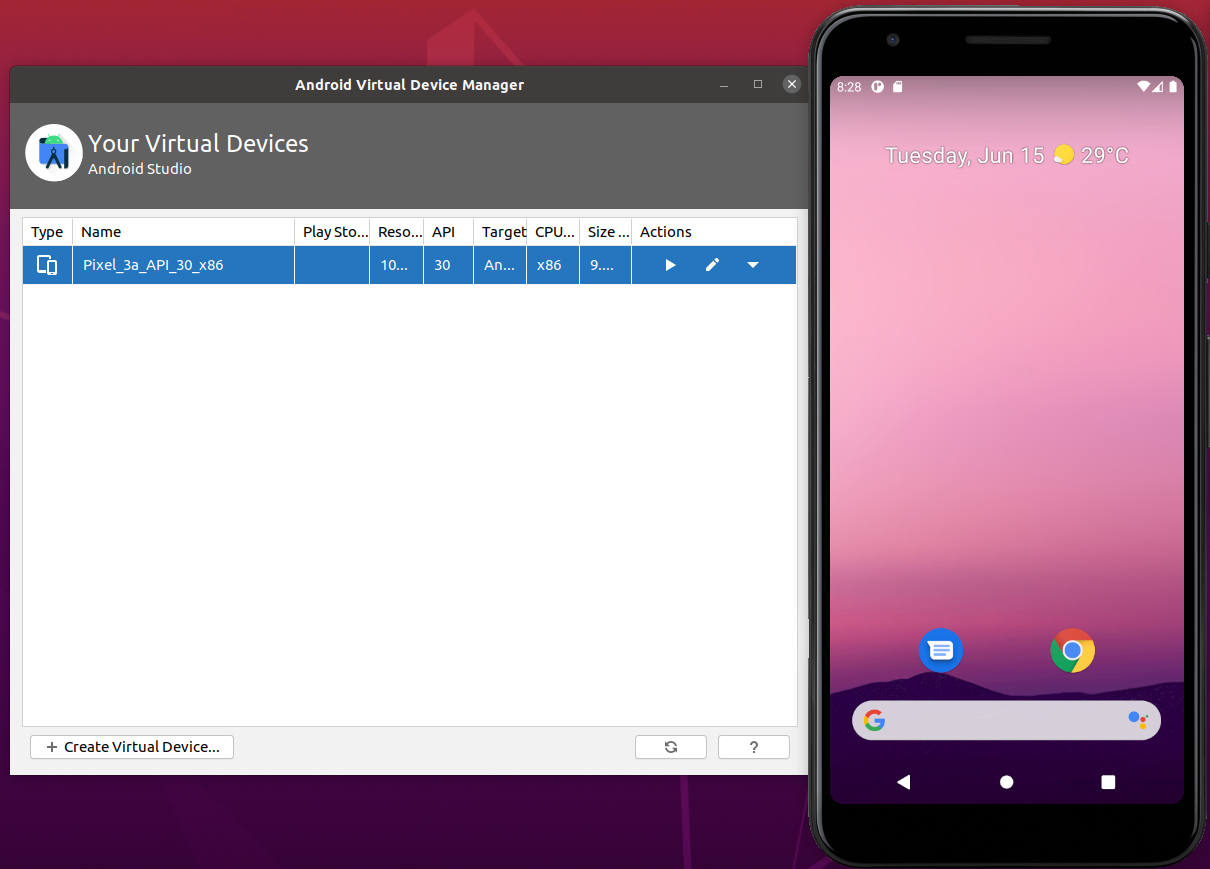 Android Virtual Device Manager
Your Virtual Devices
Android Studio
Type Name Play Sto... Reso... API Target CPU... Size ... Actions
Pixel_3a_API_30_x86 10... 30 An... x86 9....
+ Create Virtual Device...
?
8:28
Tuesday, Jun 15 29°C